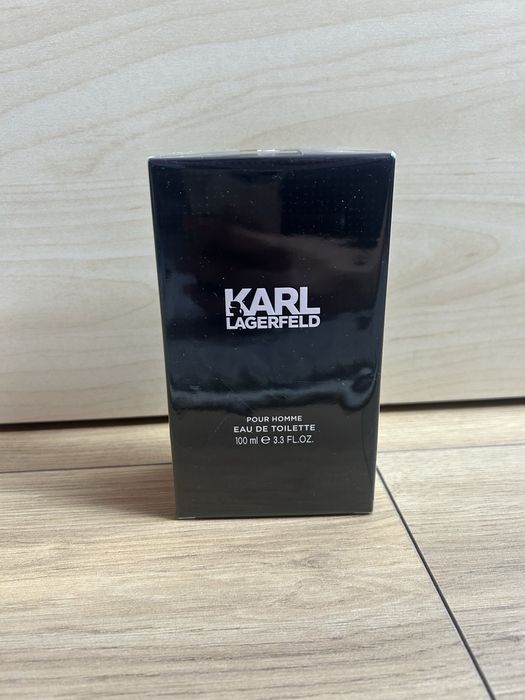 KARL
LAGERFELD
POUR HOMME
EAU DE TOILETTE
100 ml ℮ 3.3 FL.OZ.